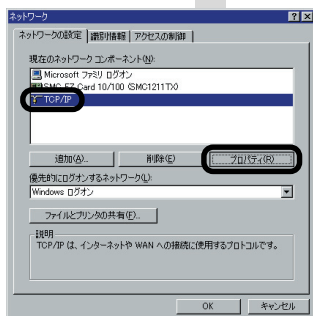 ネットワーク
ネットワークの設定 識別情報 アクセスの制御
現在のネットワーク コンポーネント(N):
Microsoft ファミリ ログオン
SMC EZ Card 10/100 (SMC1211TX)
TCP/IP
追加(A)... 削除(E) プロパティ(R)
優先的にログオンするネットワーク(L):
Windows ログオン
ファイルとプリンタの共有(F)...
説明
TCP/IP は、インターネットや WAN への接続に使用するプロトコルです。
OK キャンセル